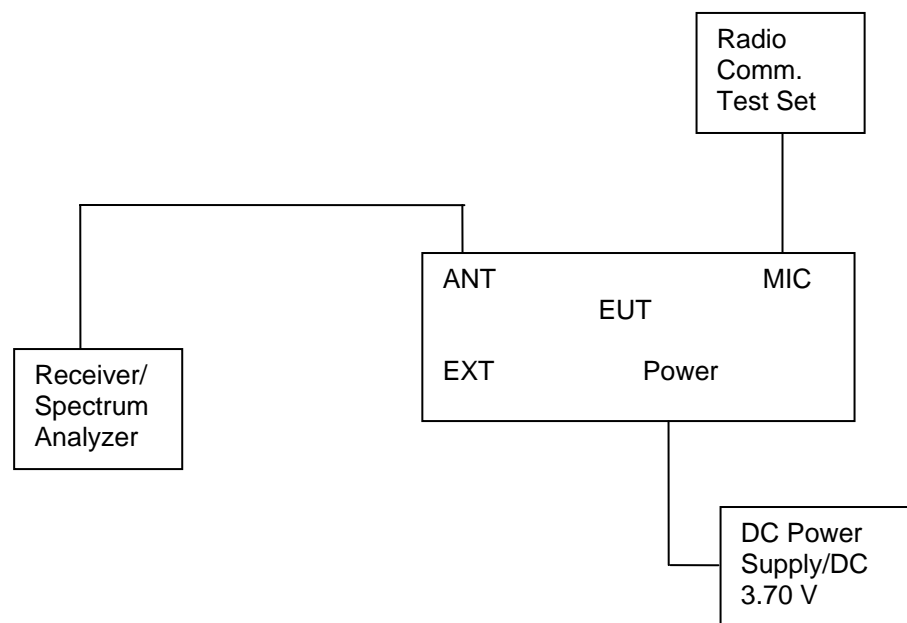 Radio
Comm.
Test Set
ANT
MIC
EUT
EXT
Power
Receiver/
Spectrum
Analyzer
DC Power
Supply/DC
3.70 V